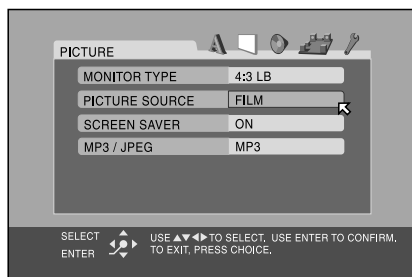 PICTURE
MONITOR TYPE 4:3 LB
PICTURE SOURCE FILM
SCREEN SAVER ON
MP3 / JPEG MP3
SELECT USE ▲▼◄► TO SELECT, USE ENTER TO CONFIRM.
ENTER TO EXIT, PRESS CHOICE.